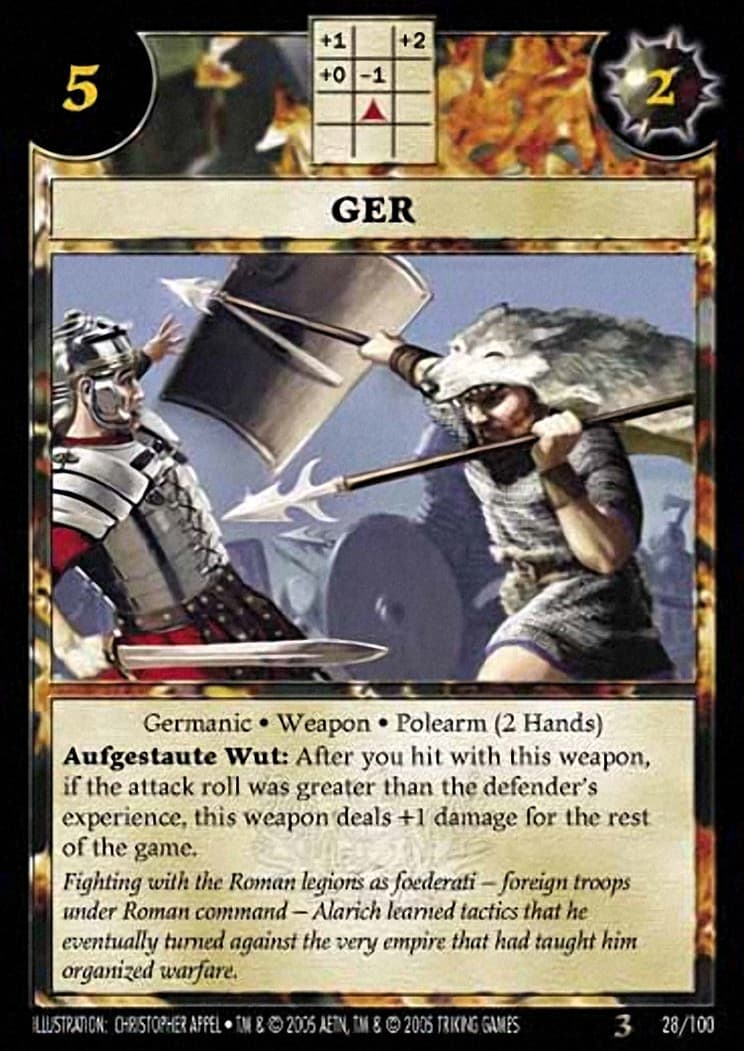 5
+1 +2
+0 -1
2
GER
Germanic • Weapon • Polearm (2 Hands)
Aufgestaute Wut: After you hit with this weapon,
if the attack roll was greater than the defender's
experience, this weapon deals +1 damage for the rest
of the game.
Fighting with the Roman legions as foederati – foreign troops
under Roman command – Alarich learned tactics that he
eventually turned against the very empire that had taught him
organized warfare.
ILLUSTRATION: CHRISTOPHER APPEL • TM & © 2005 AETN, TM & © 2005 TRIKING GAMES 3 28/100